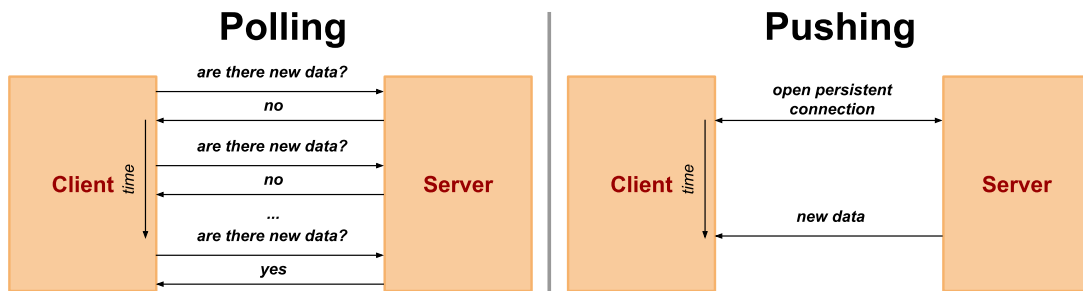 Polling
are there new data?
no
are there new data?
no
...
are there new data?
yes
Client
time
Server
Pushing
open persistent
connection
new data
Client
time
Server